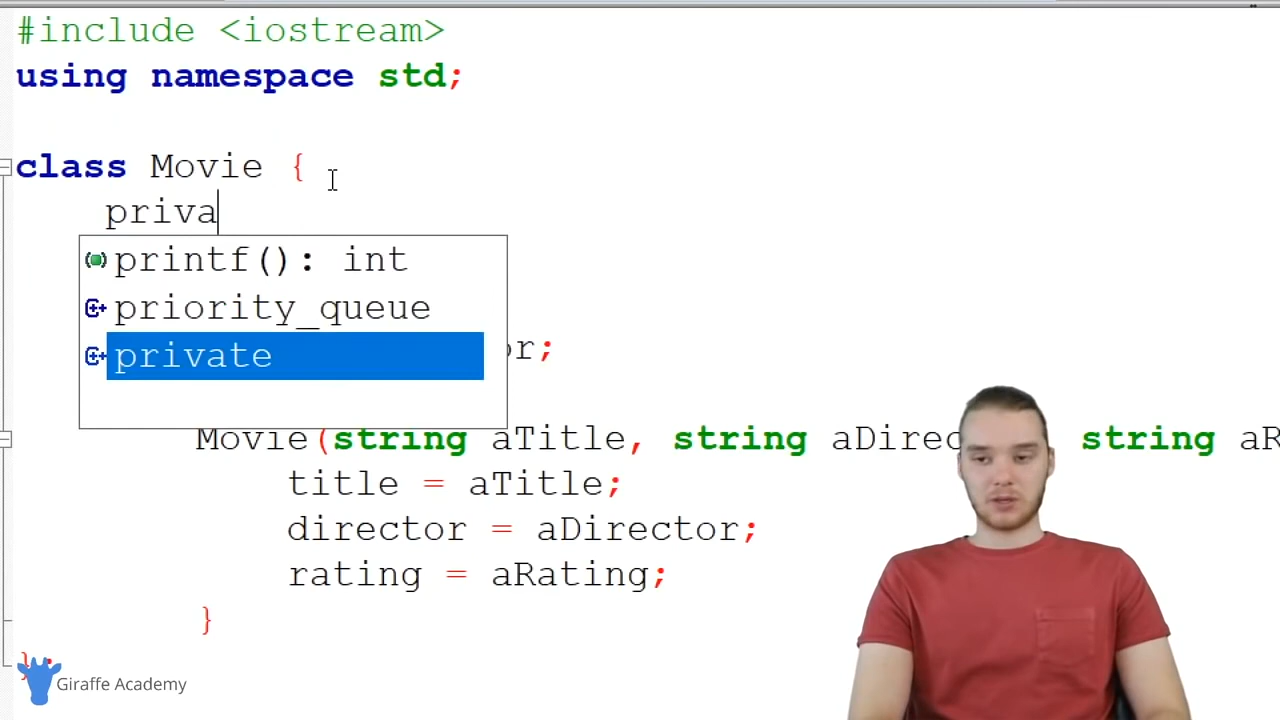 #include <iostream>
using namespace std;
class Movie {
priva
printf(): int
priority_queue
private
or;
Movie(string aTitle, string aDirec string aR
title = aTitle;
director = aDirector;
rating = aRating;
}
};
Giraffe Academy